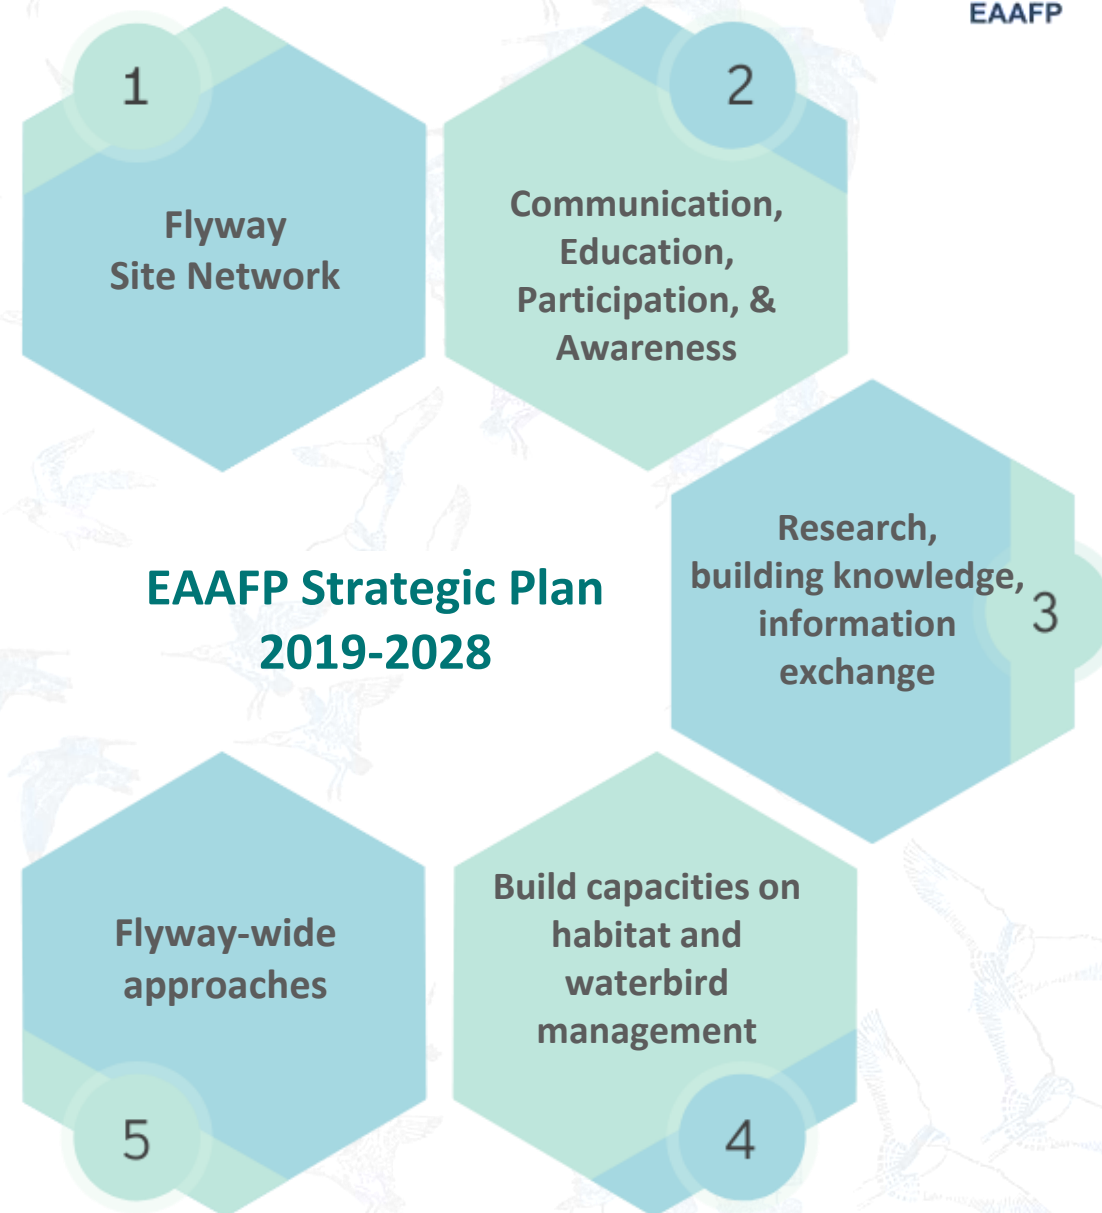 EAAFP
1
Flyway
Site Network
2
Communication,
Education,
Participation, &
Awareness
Research,
building knowledge,
information
exchange
3
EAAFP Strategic Plan
2019-2028
Build capacities on
habitat and
waterbird
management
4
Flyway-wide
approaches
5